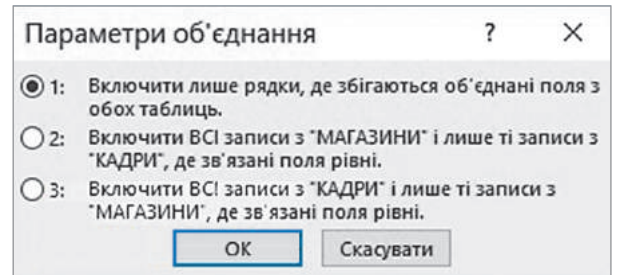 Параметри об'єднання ? ×
1: Включити лише рядки, де збігаються об'єднані поля з
обох таблиць.
2: Включити ВСІ записи з "МАГАЗИНИ" і лише ті записи з
"КАДРИ", де зв'язані поля рівні.
3: Включити ВСІ записи з "КАДРИ" і лише ті записи з
"МАГАЗИНИ", де зв'язані поля рівні.
ОК Скасувати